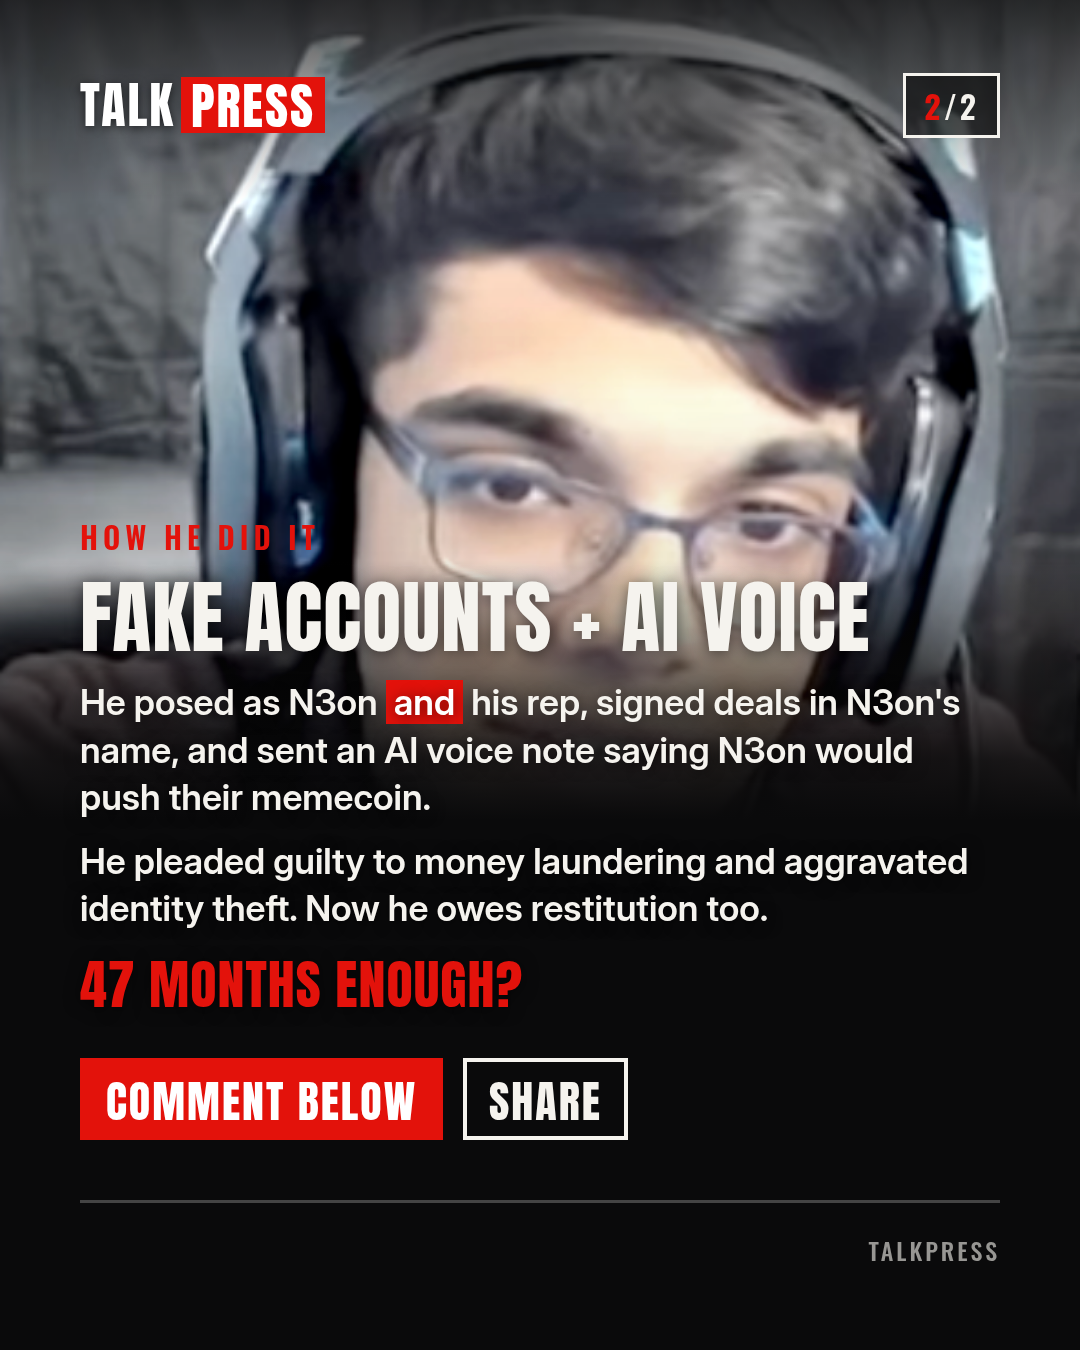 TALK PRESS
2/2
HOW HE DID IT
FAKE ACCOUNTS + AI VOICE
He posed as N3on and his rep, signed deals in N3on's
name, and sent an AI voice note saying N3on would
push their memecoin.
He pleaded guilty to money laundering and aggravated
identity theft. Now he owes restitution too.
47 MONTHS ENOUGH?
COMMENT BELOW
SHARE
TALKPRESS